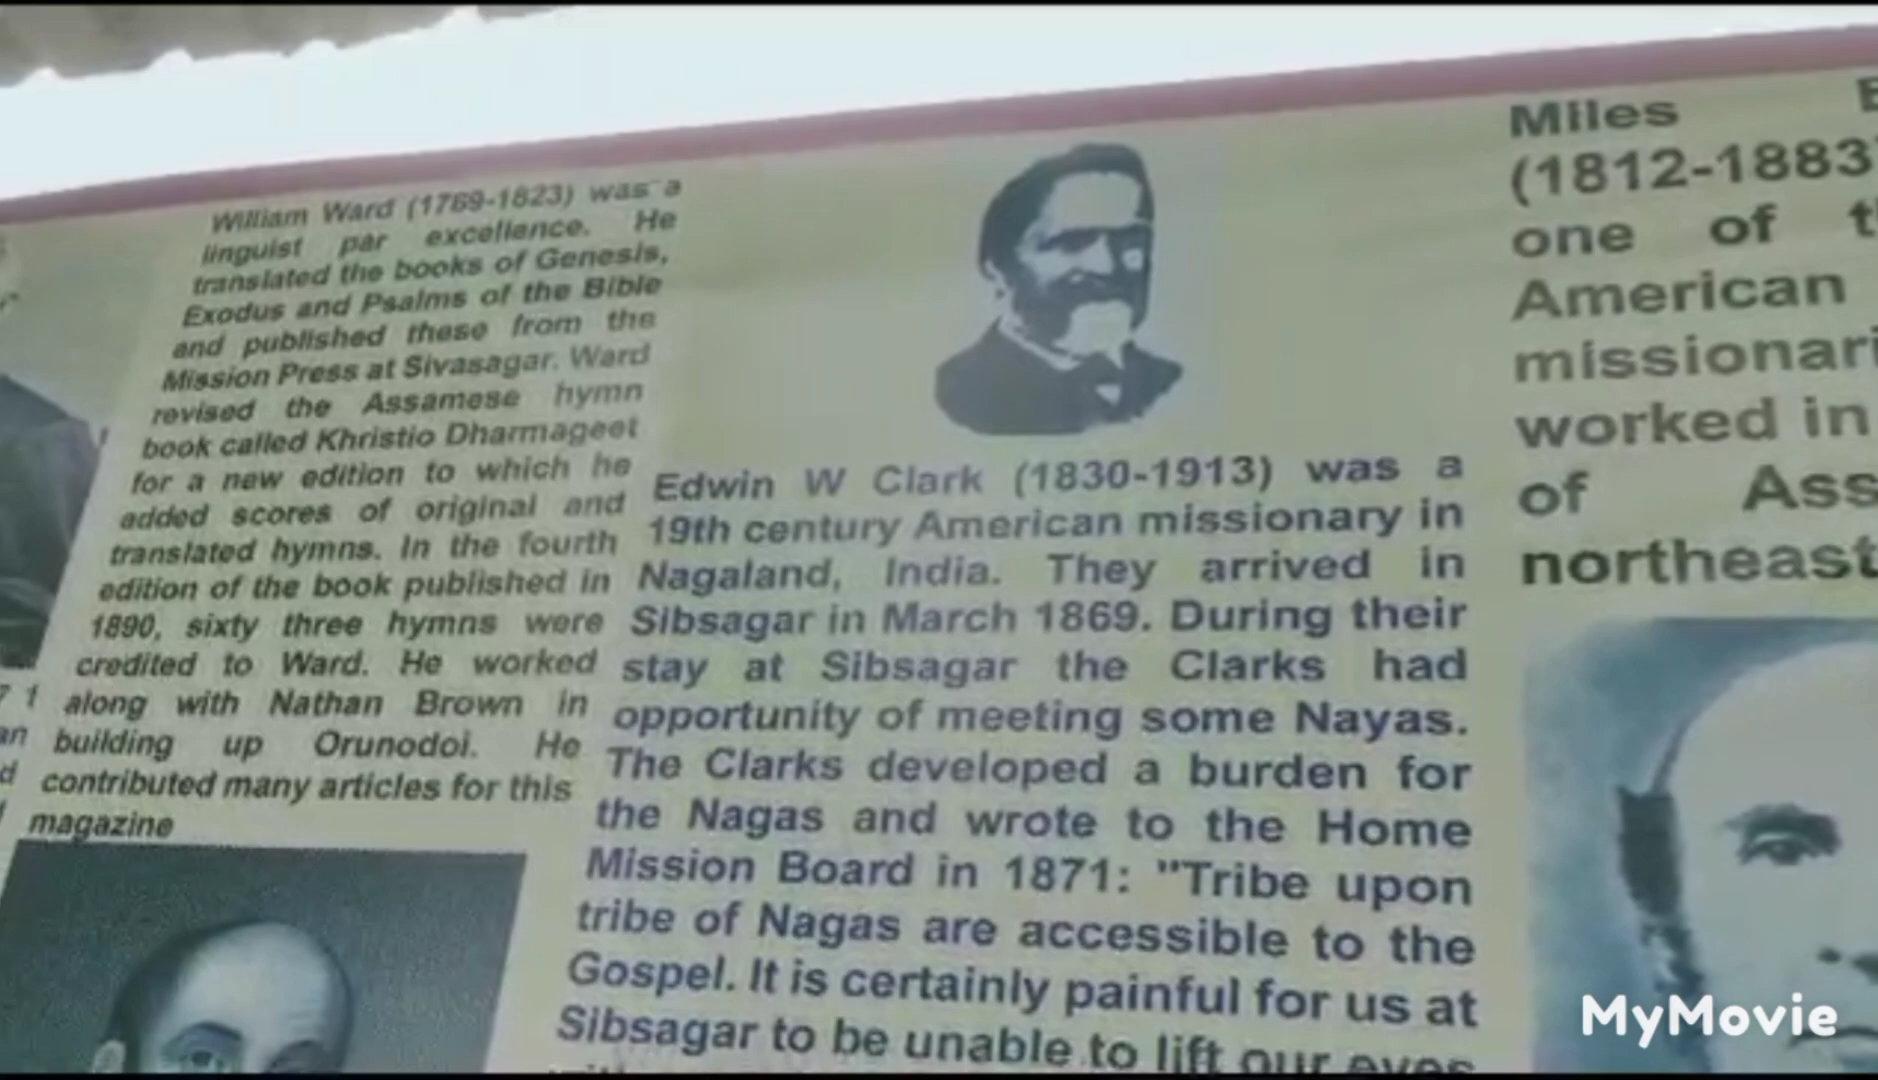 William Ward (1769-1823) was a
linguist par excellence. He
translated the books of Genesis,
Exodus and Psalms of the Bible
and published these from the
Mission Press at Sivasagar. Ward
revised the Assamese hymn
book called Khristio Dharmageet
for a new edition to which he
added scores of original and
translated hymns. In the fourth
edition of the book published in
1890, sixty three hymns were
credited to Ward. He worked
along with Nathan Brown in
building up Orunodoi. He
contributed many articles for this
magazine
Edwin W Clark (1830-1913) was a
19th century American missionary in
Nagaland, India. They arrived in
Sibsagar in March 1869. During their
stay at Sibsagar the Clarks had
opportunity of meeting some Nayas.
The Clarks developed a burden for
the Nagas and wrote to the Home
Mission Board in 1871: "Tribe upon
tribe of Nagas are accessible to the
Gospel. It is certainly painful for us at
Sibsagar to be unable to lift our eyes
Miles
(1812-1883
one of
American
missionari
worked in
of Ass
northeast
MyMovie